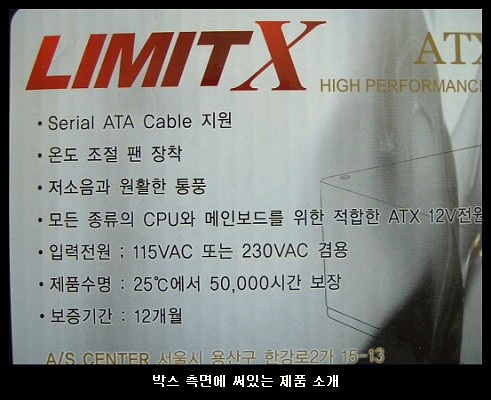 LIMITX
ATX
HIGH PERFORMANCE
• Serial ATA Cable 지원
• 온도 조절 팬 장착
• 저소음과 원활한 통풍
• 모든 종류의 CPU와 메인보드를 위한 적합한 ATX 12V전원
• 입력전원 ; 115VAC 또는 230VAC 겸용
• 제품수명 : 25℃에서 50,000시간 보장
• 보증기간 : 12개월
A/S CENTER 서울시 용산구 한강로2가 15-13
박스 측면에 써있는 제품 소개